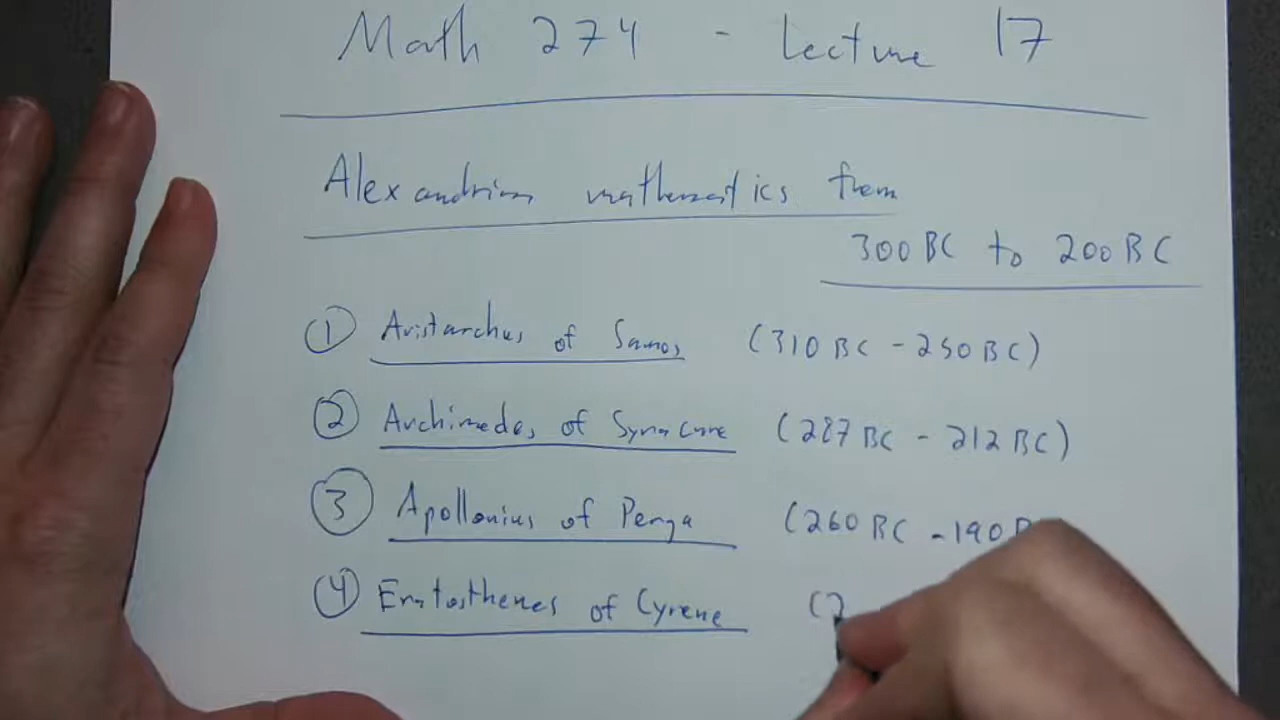 Math 274 - Lecture 17
Alexandrian mathematics from
300 BC to 200 BC
① Aristarchus of Samos (310 BC - 250 BC)
② Archimedes of Syracuse (287 BC - 212 BC)
③ Apollonius of Perga (260 BC - 190 B
④ Eratosthenes of Cyrene (2